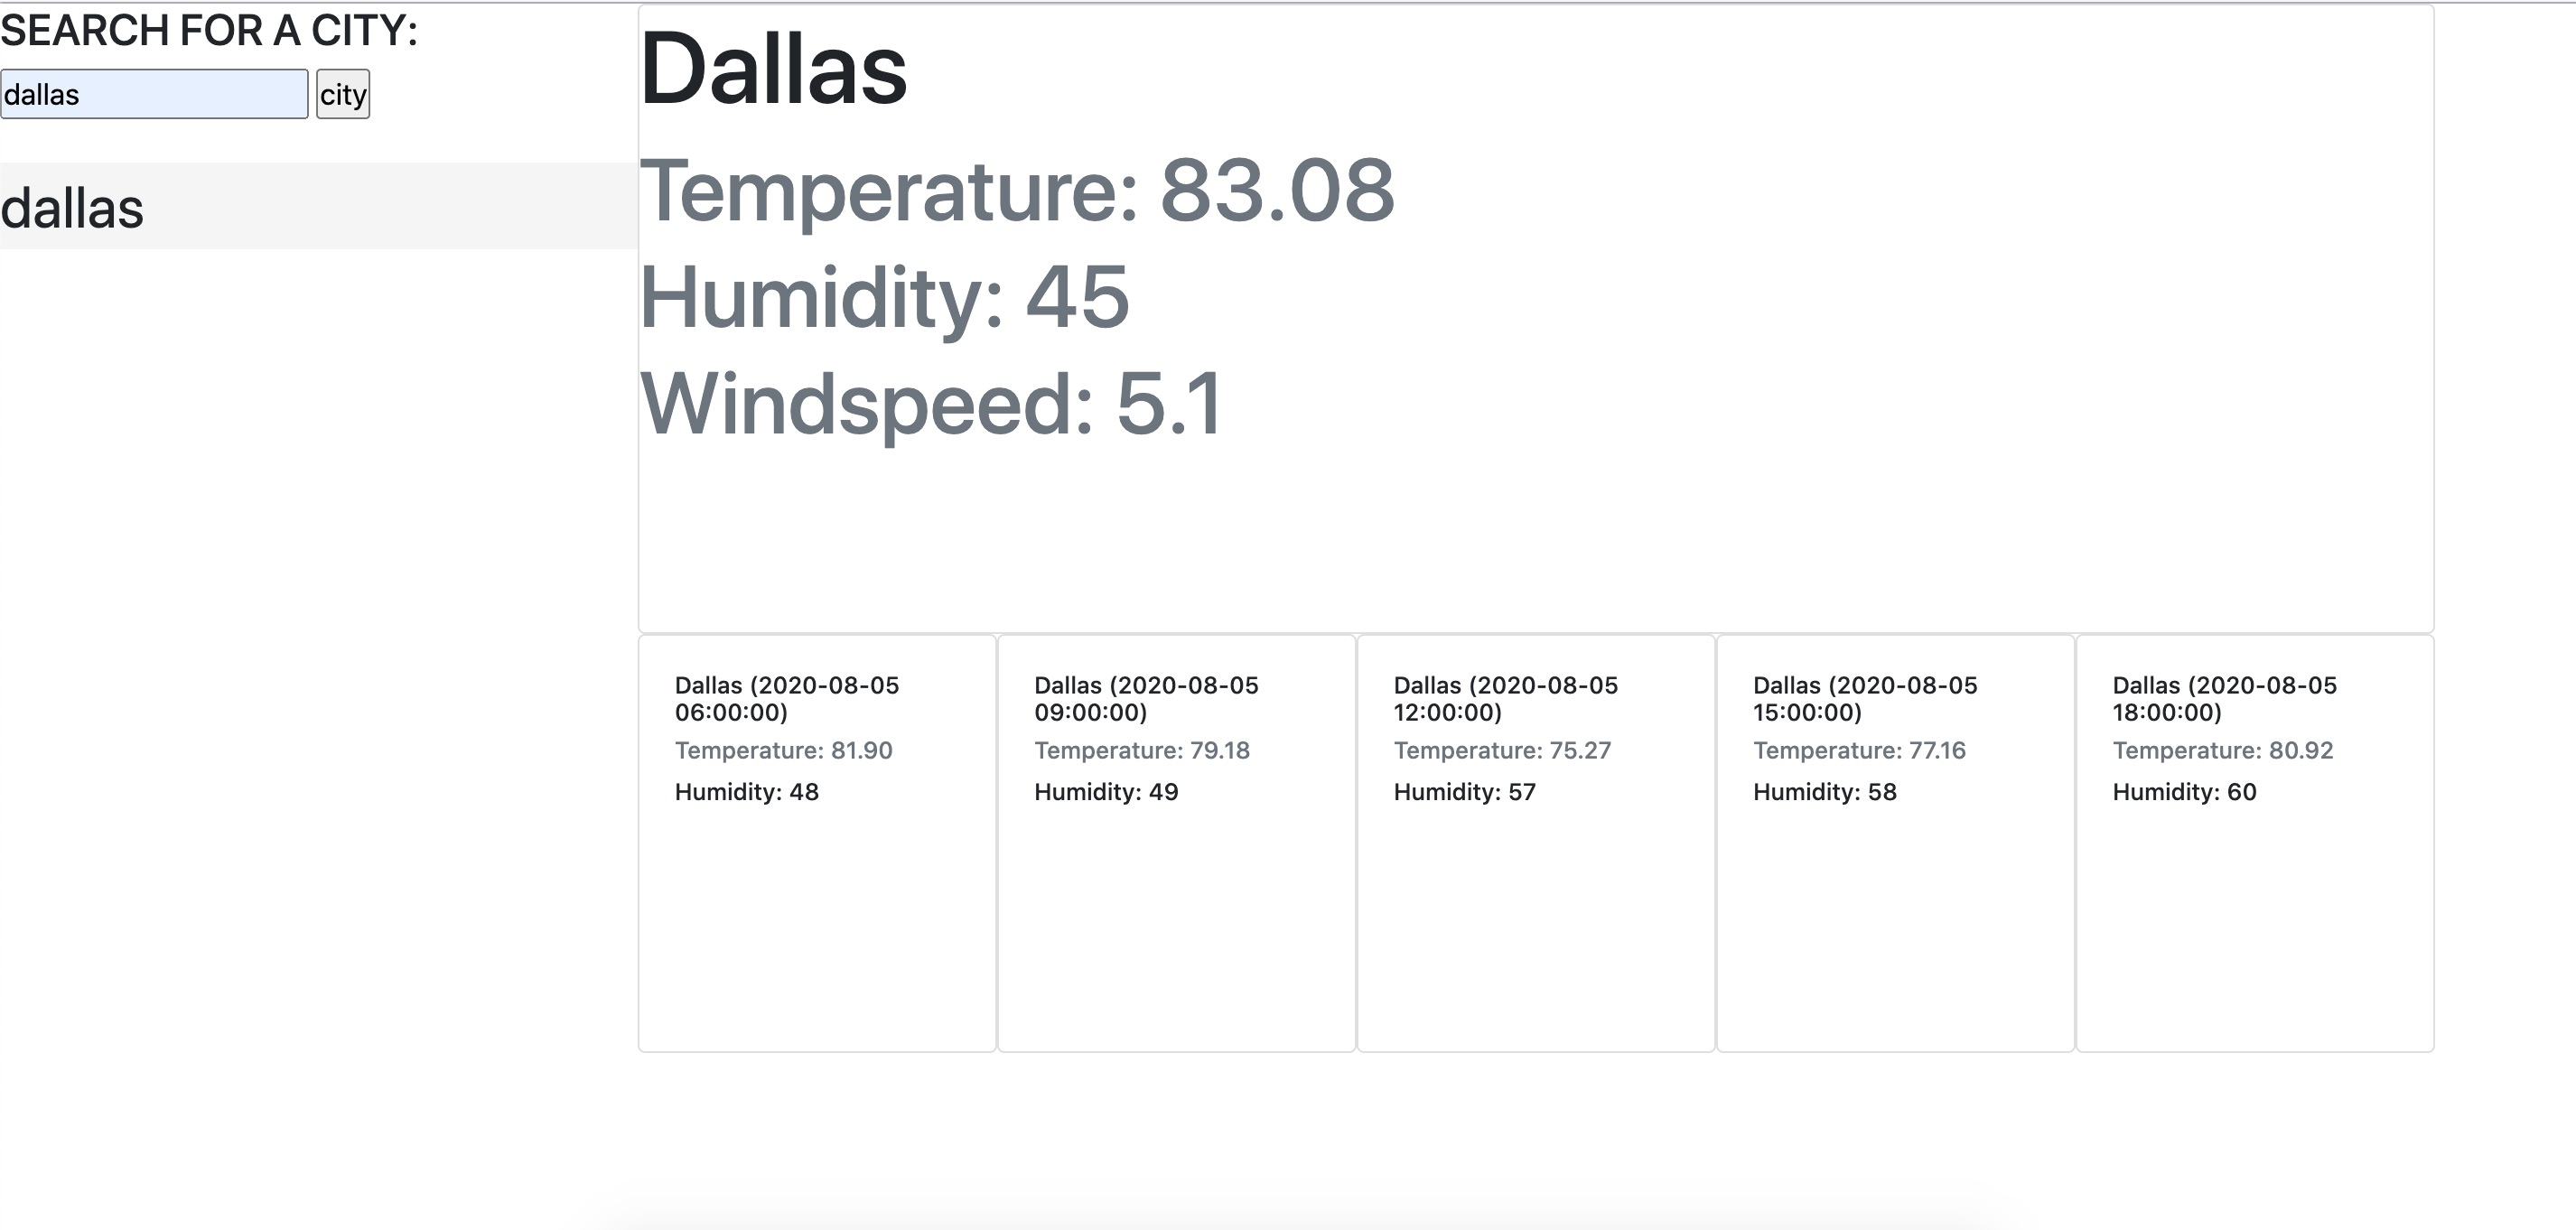 SEARCH FOR A CITY:
dallas city
dallas
Dallas
Temperature: 83.08
Humidity: 45
Windspeed: 5.1
Dallas (2020-08-05
06:00:00)
Temperature: 81.90
Humidity: 48
Dallas (2020-08-05
09:00:00)
Temperature: 79.18
Humidity: 49
Dallas (2020-08-05
12:00:00)
Temperature: 75.27
Humidity: 57
Dallas (2020-08-05
15:00:00)
Temperature: 77.16
Humidity: 58
Dallas (2020-08-05
18:00:00)
Temperature: 80.92
Humidity: 60